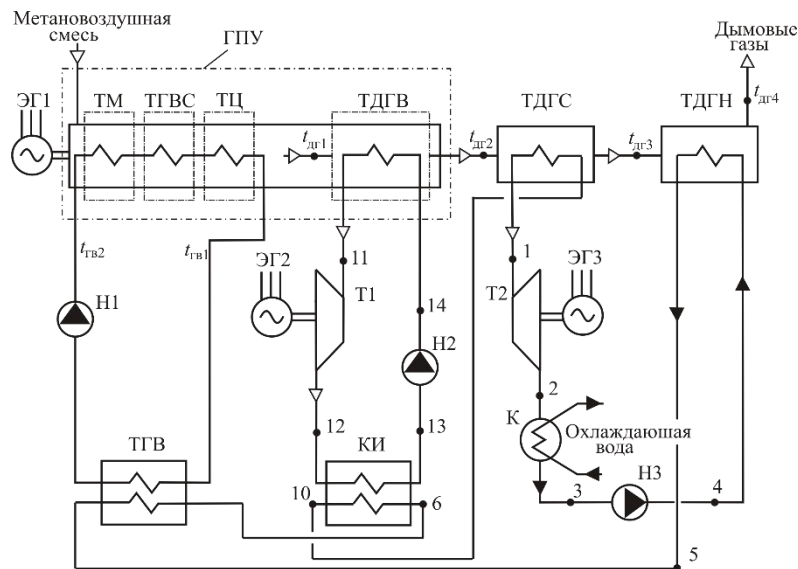 Метановоздушная
смесь
ГПУ
Дымовые
газы
ЭГ1
ТМ
ТГВС
ТЦ
ТДГВ
ТДГС
ТДГН
tдг1
tдг2
tдг3
tдг4
tгв2
tгв1
11
1
ЭГ2
Т1
Т2
ЭГ3
Н1
14
Н2
2
К
Охлаждаюшая
вода
12
13
ТГВ
КИ
10
6
3
Н3
4
5